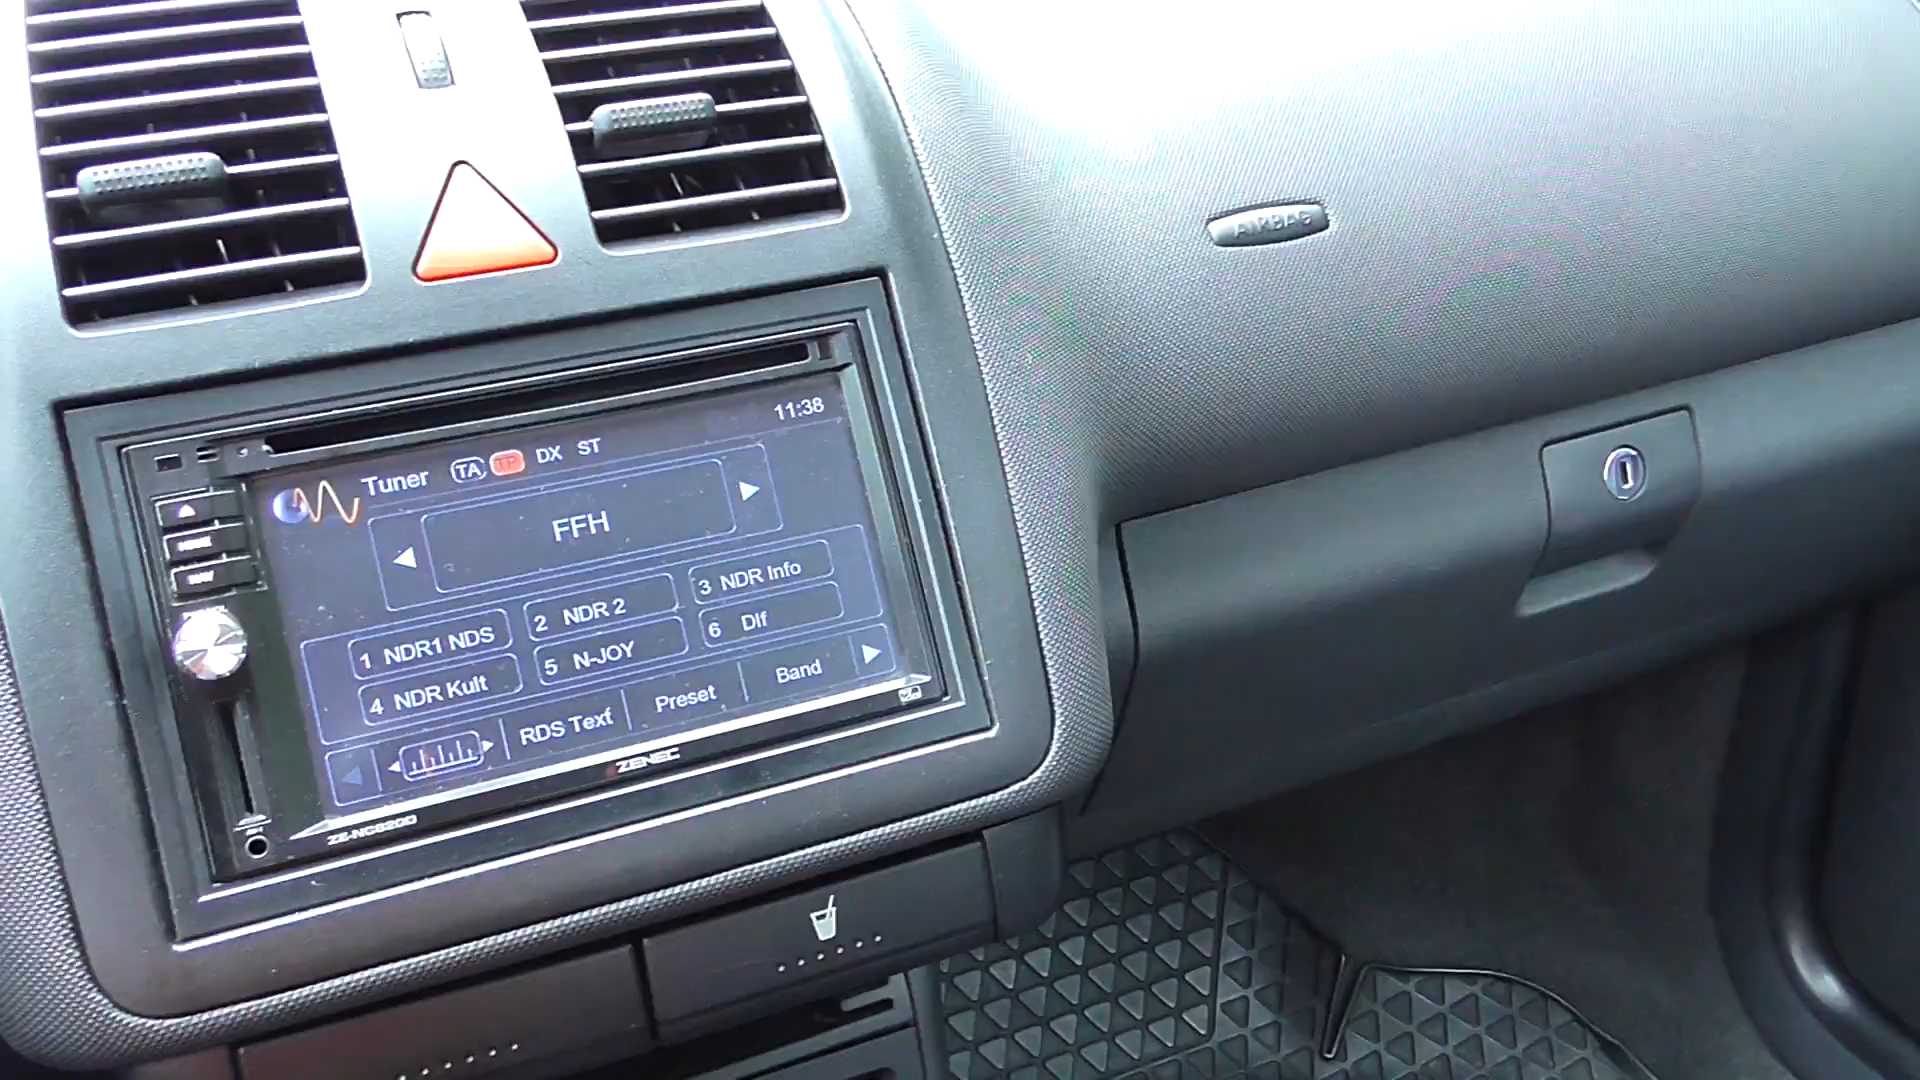 AIRBAG
11:38
Tuner TA TP DX ST
FFH
1 NDR1 NDS
2 NDR 2
3 NDR Info
4 NDR Kult
5 N-JOY
6 Dlf
RDS Text
Preset
Band
ZENEC
NAV